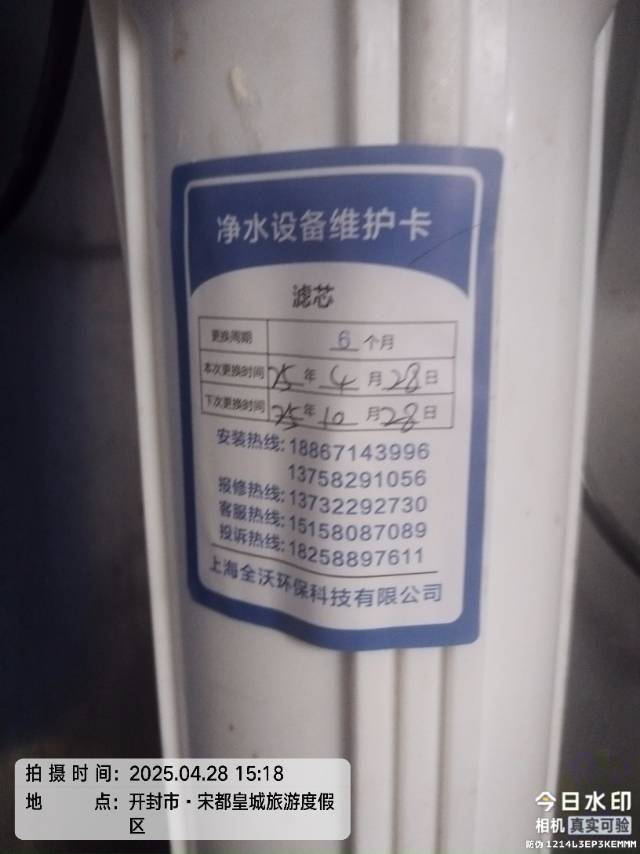 净水设备维护卡
滤芯
更换周期 6 个月
本次更换时间 25 年 4 月 28 日
下次更换时间 25 年 10 月 28 日
安装热线:18867143996
13758291056
报修热线:13732292730
客服热线:15158087089
投诉热线:18258897611
上海全沃环保科技有限公司
拍摄时间: 2025.04.28 15:18
地 点: 开封市·宋都皇城旅游度假
区
今日水印
相机 真实可验
防伪 1214L3EP3KEMMM